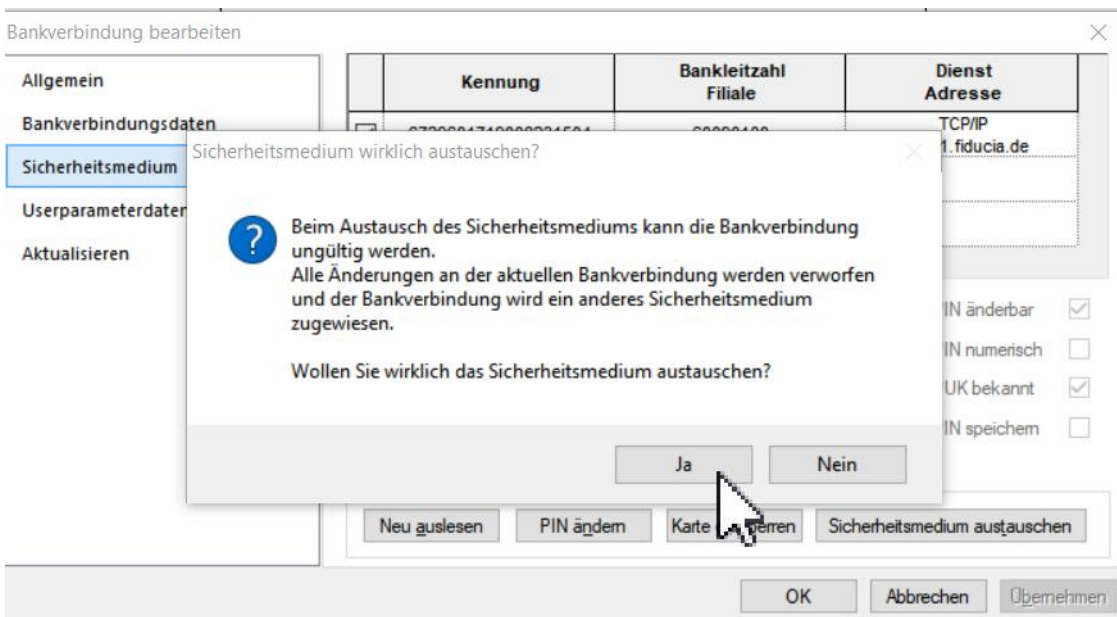 Bankverbindung bearbeiten
Allgemein
Bankverbindungsdaten
Sicherheitsmedium
Userparameterdaten
Aktualisieren
Kennung
Bankleitzahl
Filiale
Dienst
Adresse
TCP/IP
1.fiducia.de
Sicherheitsmedium wirklich austauschen?
Beim Austausch des Sicherheitsmediums kann die Bankverbindung
ungültig werden.
Alle Änderungen an der aktuellen Bankverbindung werden verworfen
und der Bankverbindung wird ein anderes Sicherheitsmedium
zugewiesen.
Wollen Sie wirklich das Sicherheitsmedium austauschen?
Ja
Nein
IN änderbar
IN numerisch
UK bekannt
IN speichern
Neu auslesen
PIN ändern
Karte
Sicherheitsmedium austauschen
OK
Abbrechen
Übernehmen